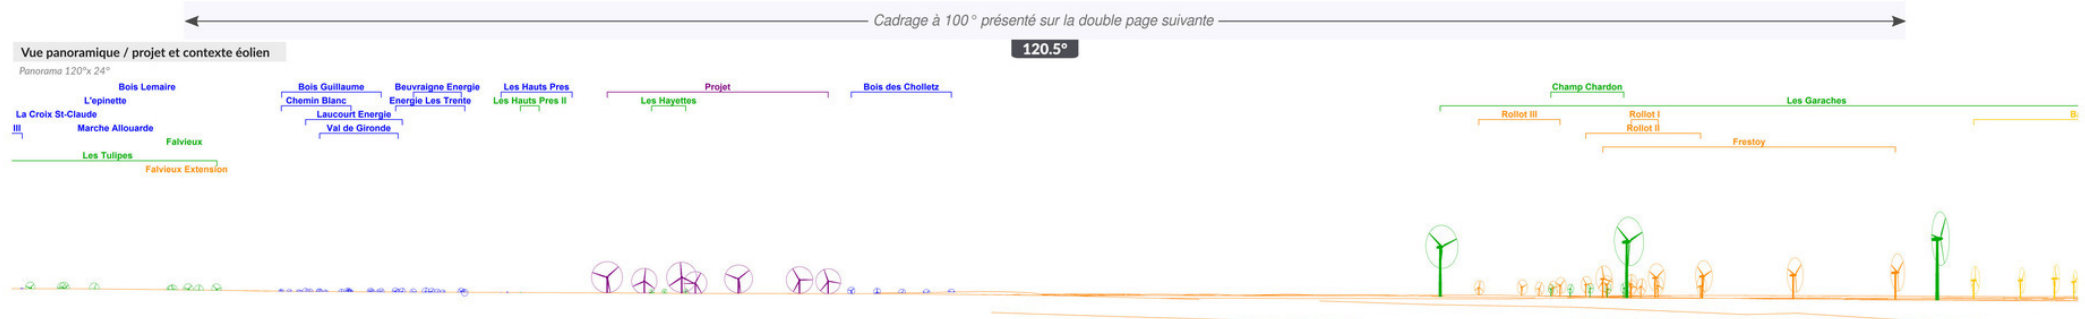 Cadrage à 100° présenté sur la double page suivante
Vue panoramique / projet et contexte éolien
120.5°
Panorama 120°x 24°
Bois Lemaire
Bois Guillaume
Beuvraigne Energie
Les Hauts Pres
Projet
Bois des Cholletz
Champ Chardon
L'epinette
Chemin Blanc
Energie Les Trente
Les Hauts Pres II
Les Hayettes
Les Garaches
La Croix St-Claude
Laucourt Energie
Rollot III
Rollot I
III
Marche Allouarde
Val de Gironde
Rollot II
Falvieux
Frestoy
Les Tulipes
Falvieux Extension